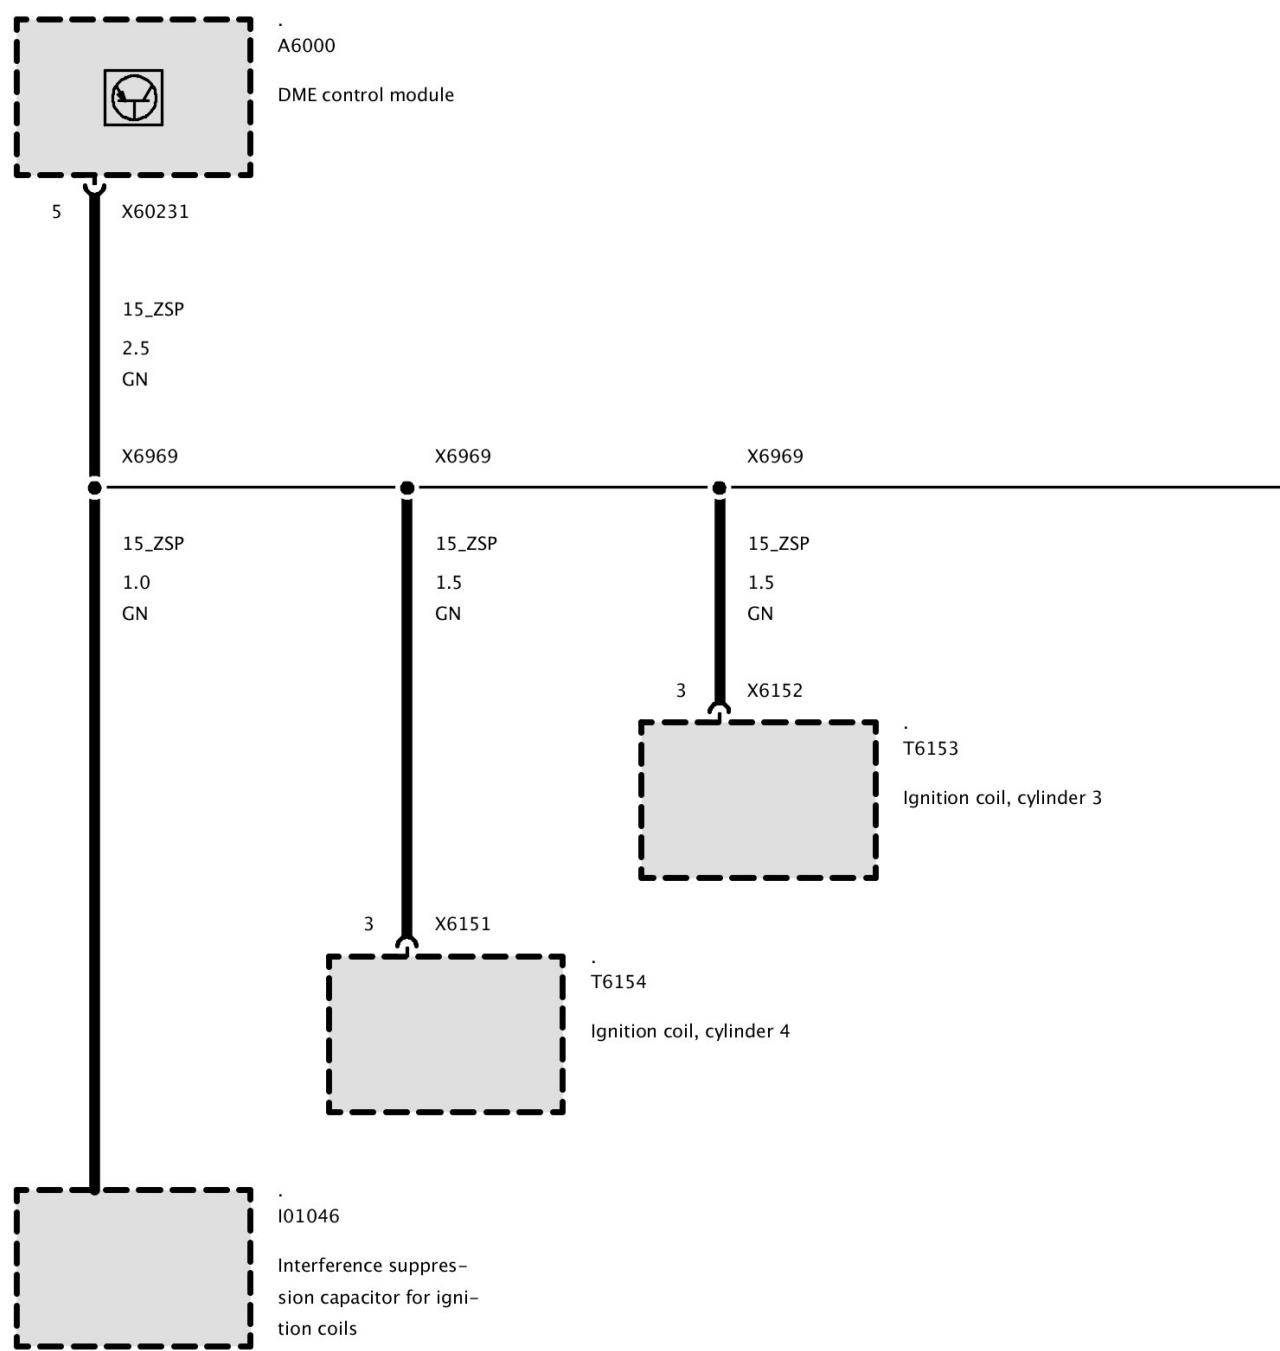 .
A6000
DME control module
5 X60231
15_ZSP
2.5
GN
X6969 X6969 X6969
15_ZSP 15_ZSP 15_ZSP
1.0 1.5 1.5
GN GN GN
3 X6152
.
T6153
Ignition coil, cylinder 3
3 X6151
.
T6154
Ignition coil, cylinder 4
.
I01046
Interference suppres-
sion capacitor for igni-
tion coils